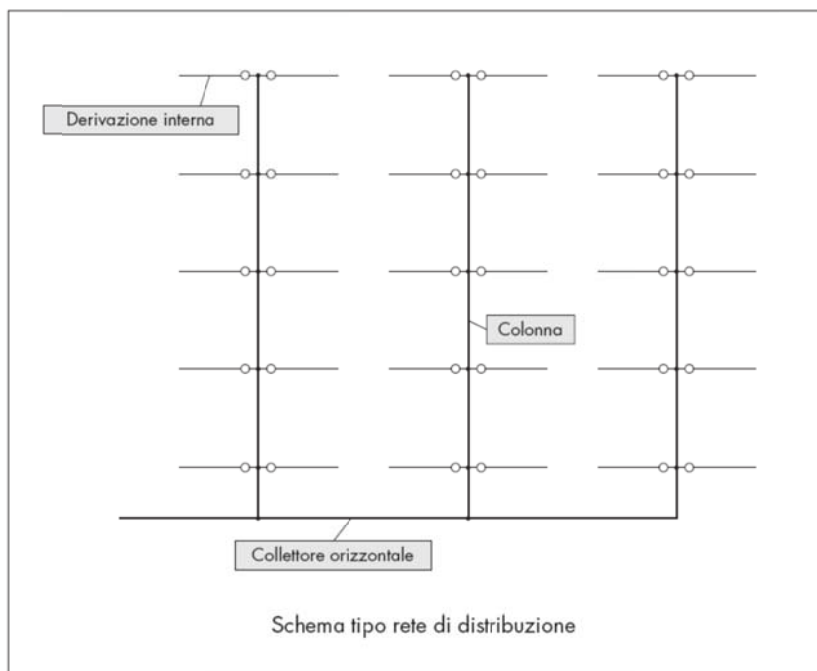 Derivazione interna
Colonna
Collettore orizzontale
Schema tipo rete di distribuzione